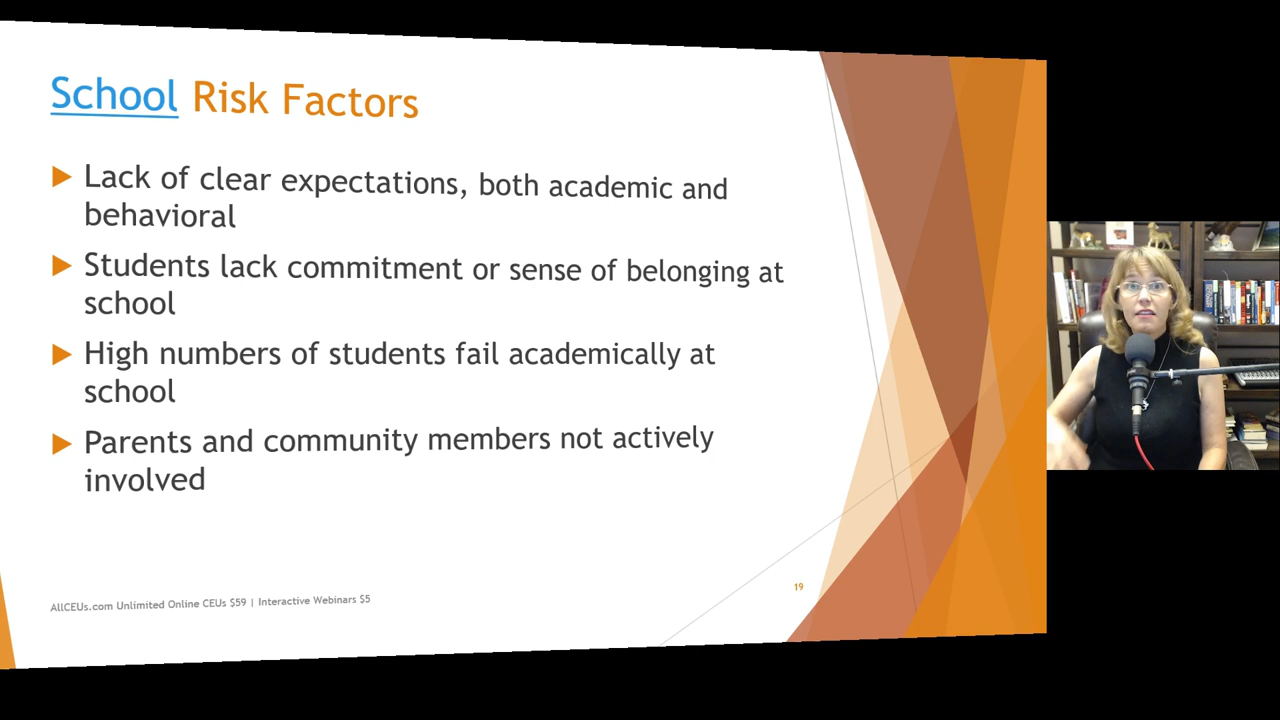 School Risk Factors
Lack of clear expectations, both academic and
behavioral
Students lack commitment or sense of belonging at
school
High numbers of students fail academically at
school
Parents and community members not actively
involved
19
AllCEUs.com Unlimited Online CEUs $59 | Interactive Webinars $5